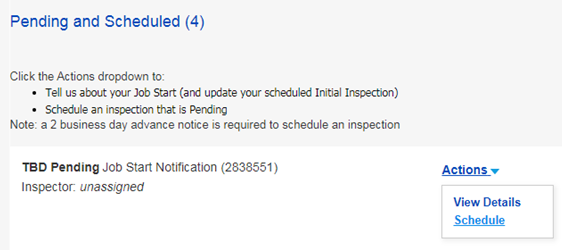 Pending and Scheduled (4)
Click the Actions dropdown to:
• Tell us about your Job Start (and update your scheduled Initial Inspection)
• Schedule an inspection that is Pending
Note: a 2 business day advance notice is required to schedule an inspection
TBD Pending Job Start Notification (2838551)
Inspector: unassigned
Actions
View Details
Schedule